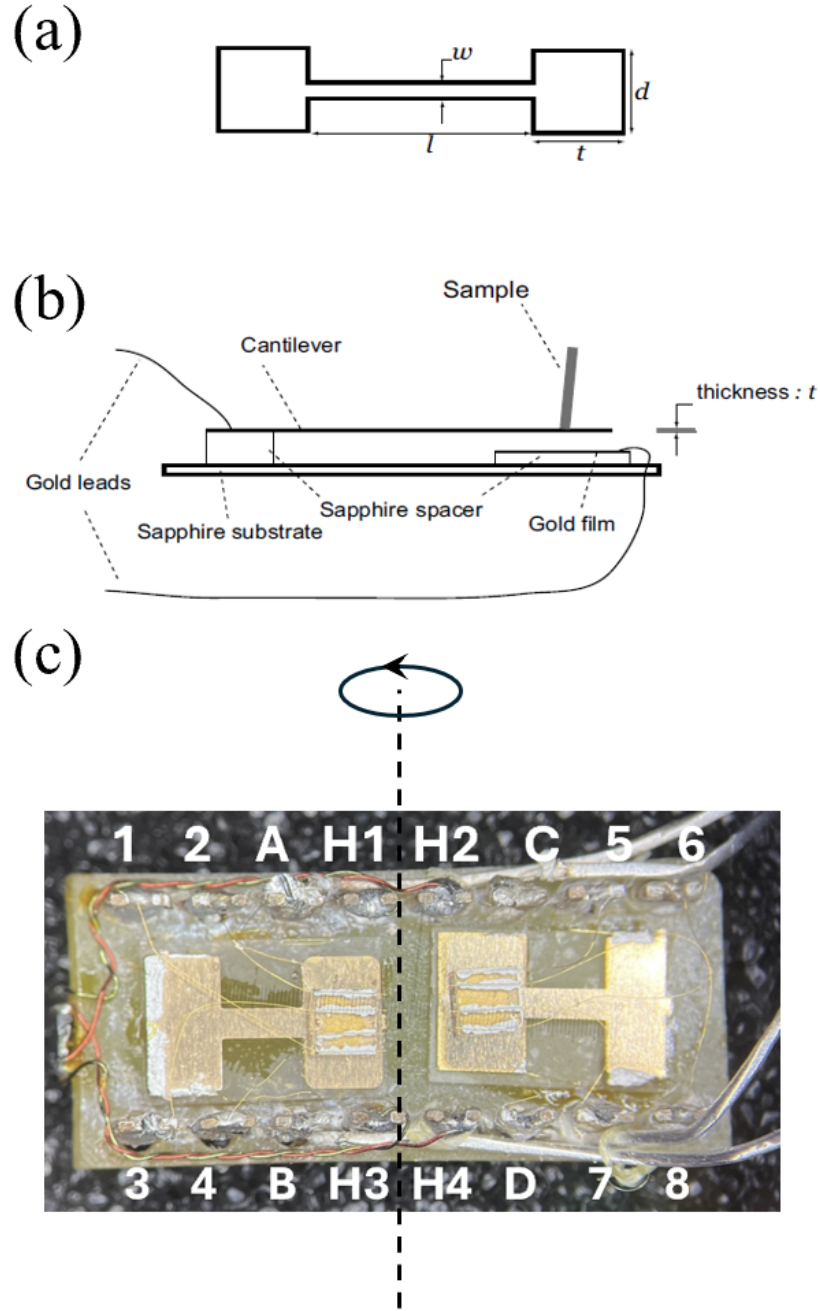 (a)
w
d
l
t
(b)
Sample
Cantilever
thickness : t
Gold leads
Sapphire spacer
Sapphire substrate
Gold film
(c)
1 2 A H1 H2 C 5 6
3 4 B H3 H4 D 7 8